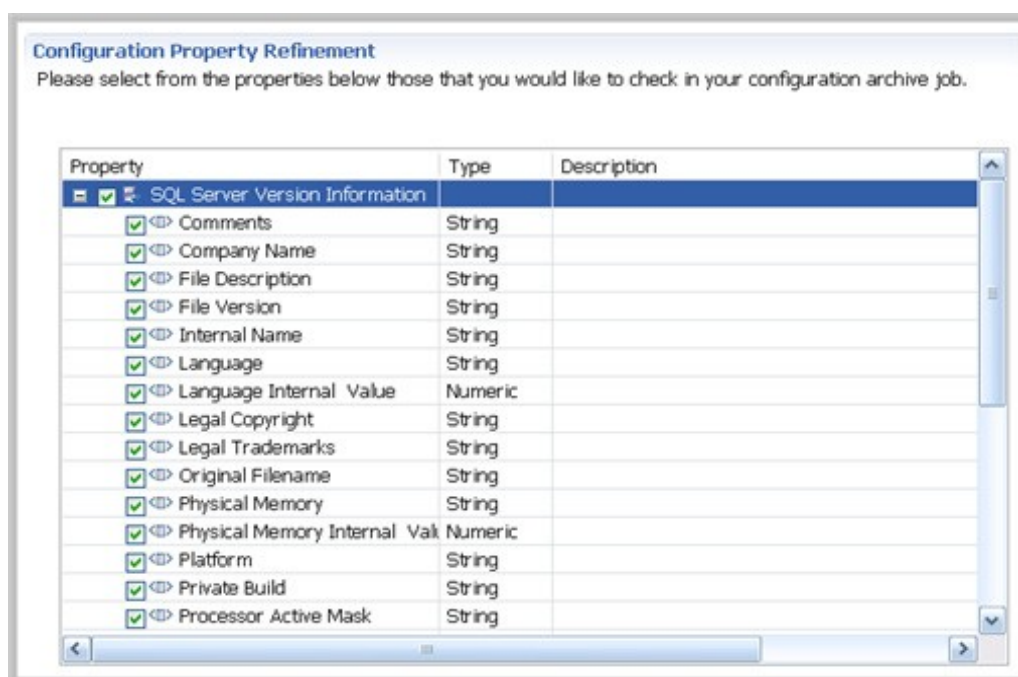 Configuration Property Refinement
Please select from the properties below those that you would like to check in your configuration archive job.
Property Type Description
SQL Server Version Information
Comments String
Company Name String
File Description String
File Version String
Internal Name String
Language String
Language Internal Value Numeric
Legal Copyright String
Legal Trademarks String
Original Filename String
Physical Memory String
Physical Memory Internal Numeric
Platform String
Private Build String
Processor Active Mask String